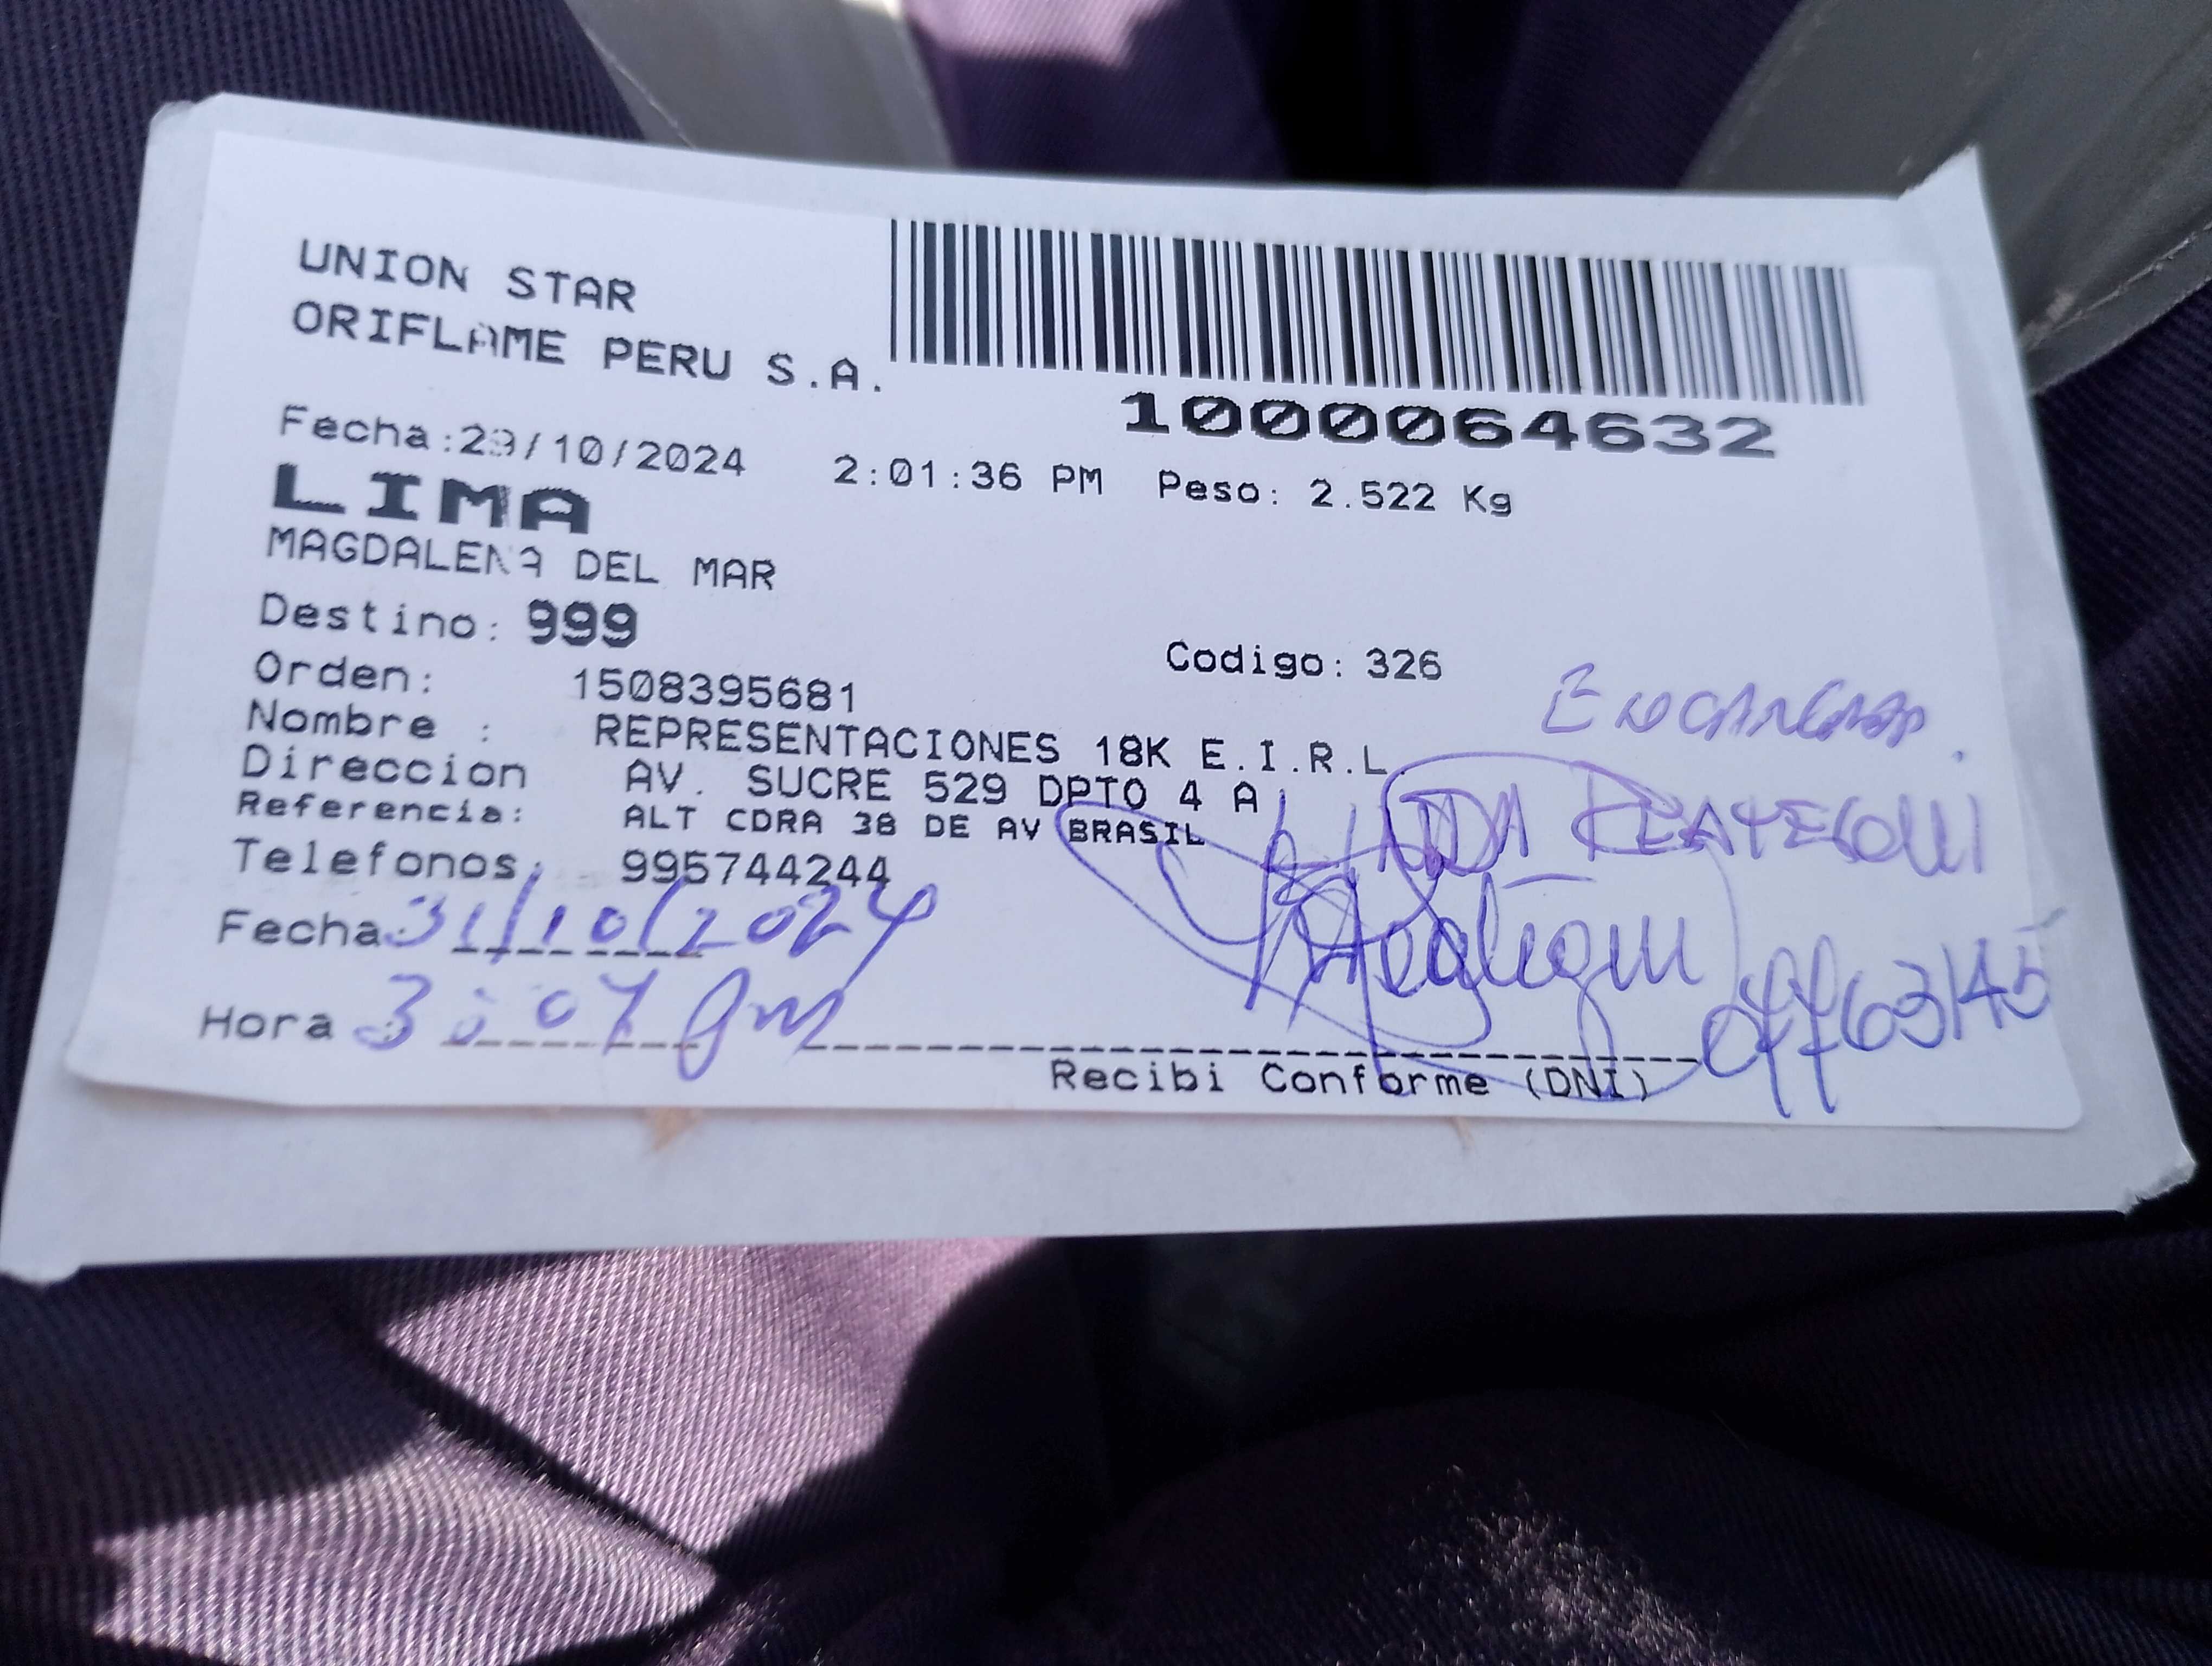 UNION STAR
ORIFLAME PERU S.A.
1000064632
Fecha:29/10/2024 2:01:36 PM Peso: 2.522 Kg
LIMA
MAGDALENA DEL MAR
Destino: 999
Codigo: 326
Orden: 1508395681
Nombre : REPRESENTACIONES 18K E.I.R.L.
Direccion AV. SUCRE 529 DPTO 4 A
Referencia: ALT CDRA 38 DE AV BRASIL
Telefonos: 995744244
Fecha 31/10/2024
Hora 3:07 pm
REATEGUI
Recibi Conforme (DNI)